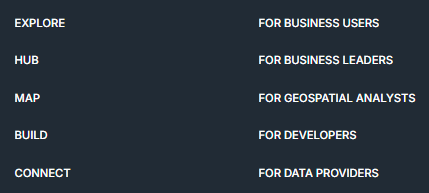 EXPLORE
HUB
MAP
BUILD
CONNECT
FOR BUSINESS USERS
FOR BUSINESS LEADERS
FOR GEOSPATIAL ANALYSTS
FOR DEVELOPERS
FOR DATA PROVIDERS